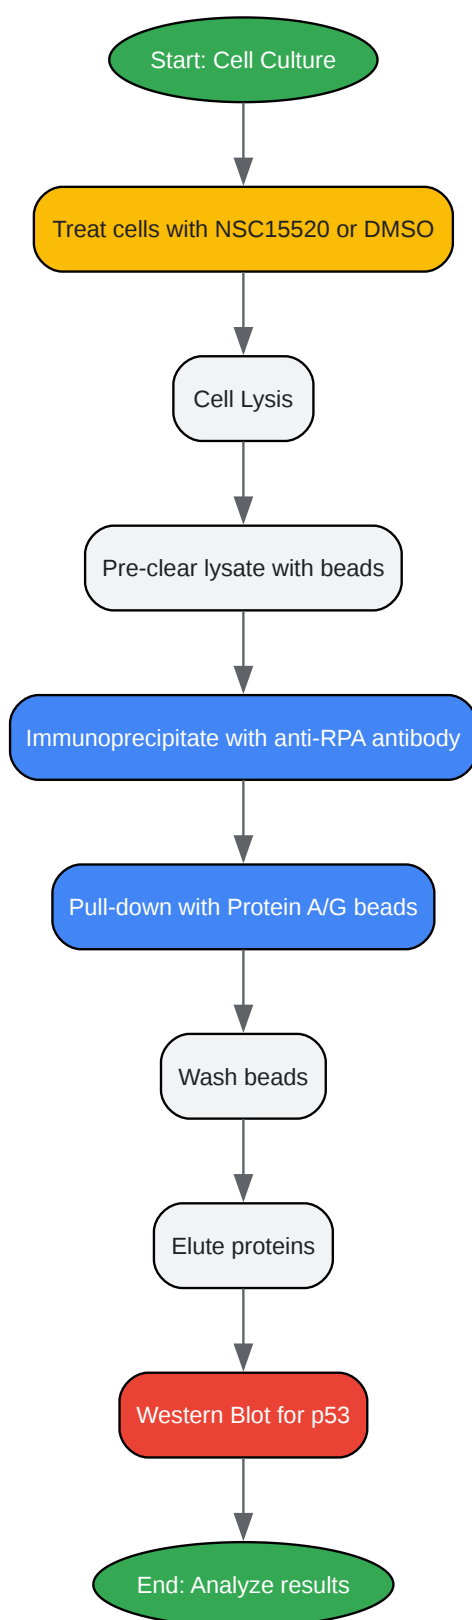 Start: Cell Culture
Treat cells with NSC15520 or DMSO
Cell Lysis
Pre-clear lysate with beads
Immunoprecipitate with anti-RPA antibody
Pull-down with Protein A/G beads
Wash beads
Elute proteins
Western Blot for p53
End: Analyze results